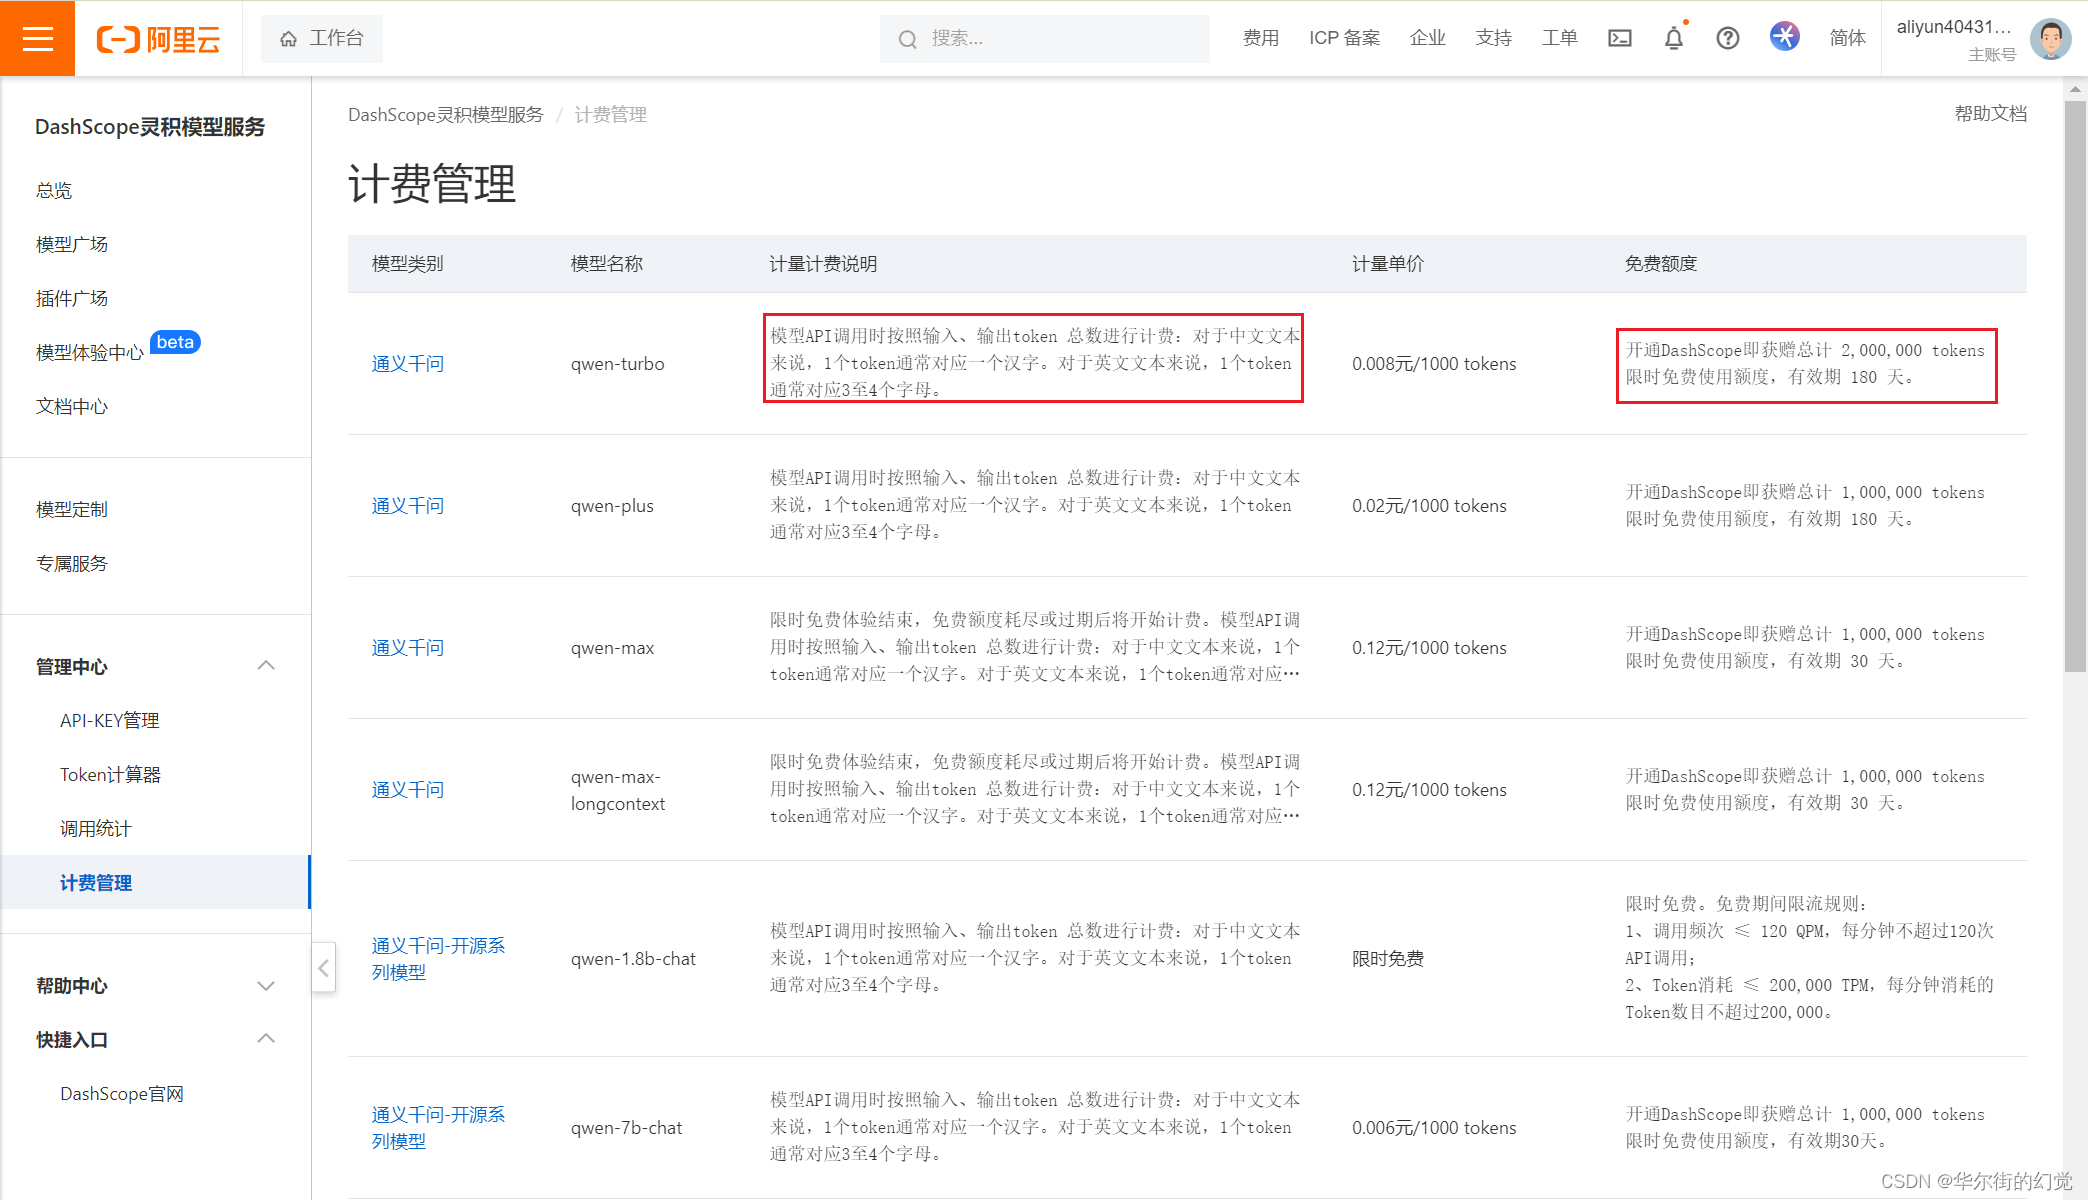 阿里云
工作台
搜索...
费用
ICP 备案
企业
支持
工单
简体
aliyun40431...
主账号
DashScope灵积模型服务
总览
模型广场
插件广场
模型体验中心 beta
文档中心
模型定制
专属服务
管理中心
API-KEY管理
Token计算器
调用统计
计费管理
帮助中心
快捷入口
DashScope官网
DashScope灵积模型服务 / 计费管理
帮助文档
计费管理
模型类别
模型名称
计量计费说明
计量单价
免费额度
通义千问
qwen-turbo
模型API调用时按照输入、输出token 总数进行计费：对于中文文本
来说，1个token通常对应一个汉字。对于英文文本来说，1个token
通常对应3至4个字母。
0.008元/1000 tokens
开通DashScope即获赠总计 2,000,000 tokens
限时免费使用额度，有效期 180 天。
通义千问
qwen-plus
模型API调用时按照输入、输出token 总数进行计费：对于中文文本
来说，1个token通常对应一个汉字。对于英文文本来说，1个token
通常对应3至4个字母。
0.02元/1000 tokens
开通DashScope即获赠总计 1,000,000 tokens
限时免费使用额度，有效期 180 天。
通义千问
qwen-max
限时免费体验结束，免费额度耗尽或过期后将开始计费。模型API调
用时按照输入、输出token 总数进行计费：对于中文文本来说，1个
token通常对应一个汉字。对于英文文本来说，1个token通常对应…
0.12元/1000 tokens
开通DashScope即获赠总计 1,000,000 tokens
限时免费使用额度，有效期 30 天。
通义千问
qwen-max-
longcontext
限时免费体验结束，免费额度耗尽或过期后将开始计费。模型API调
用时按照输入、输出token 总数进行计费：对于中文文本来说，1个
token通常对应一个汉字。对于英文文本来说，1个token通常对应…
0.12元/1000 tokens
开通DashScope即获赠总计 1,000,000 tokens
限时免费使用额度，有效期 30 天。
通义千问-开源系
列模型
qwen-1.8b-chat
模型API调用时按照输入、输出token 总数进行计费：对于中文文本
来说，1个token通常对应一个汉字。对于英文文本来说，1个token
通常对应3至4个字母。
限时免费
限时免费。免费期间限流规则：
1、调用频次 ≤ 120 QPM，每分钟不超过120次
API调用；
2、Token消耗 ≤ 200,000 TPM，每分钟消耗的
Token数目不超过200,000。
通义千问-开源系
列模型
qwen-7b-chat
模型API调用时按照输入、输出token 总数进行计费：对于中文文本
来说，1个token通常对应一个汉字。对于英文文本来说，1个token
通常对应3至4个字母。
0.006元/1000 tokens
开通DashScope即获赠总计 1,000,000 tokens
限时免费使用额度，有效期30天。
CSDN @华尔街的幻觉